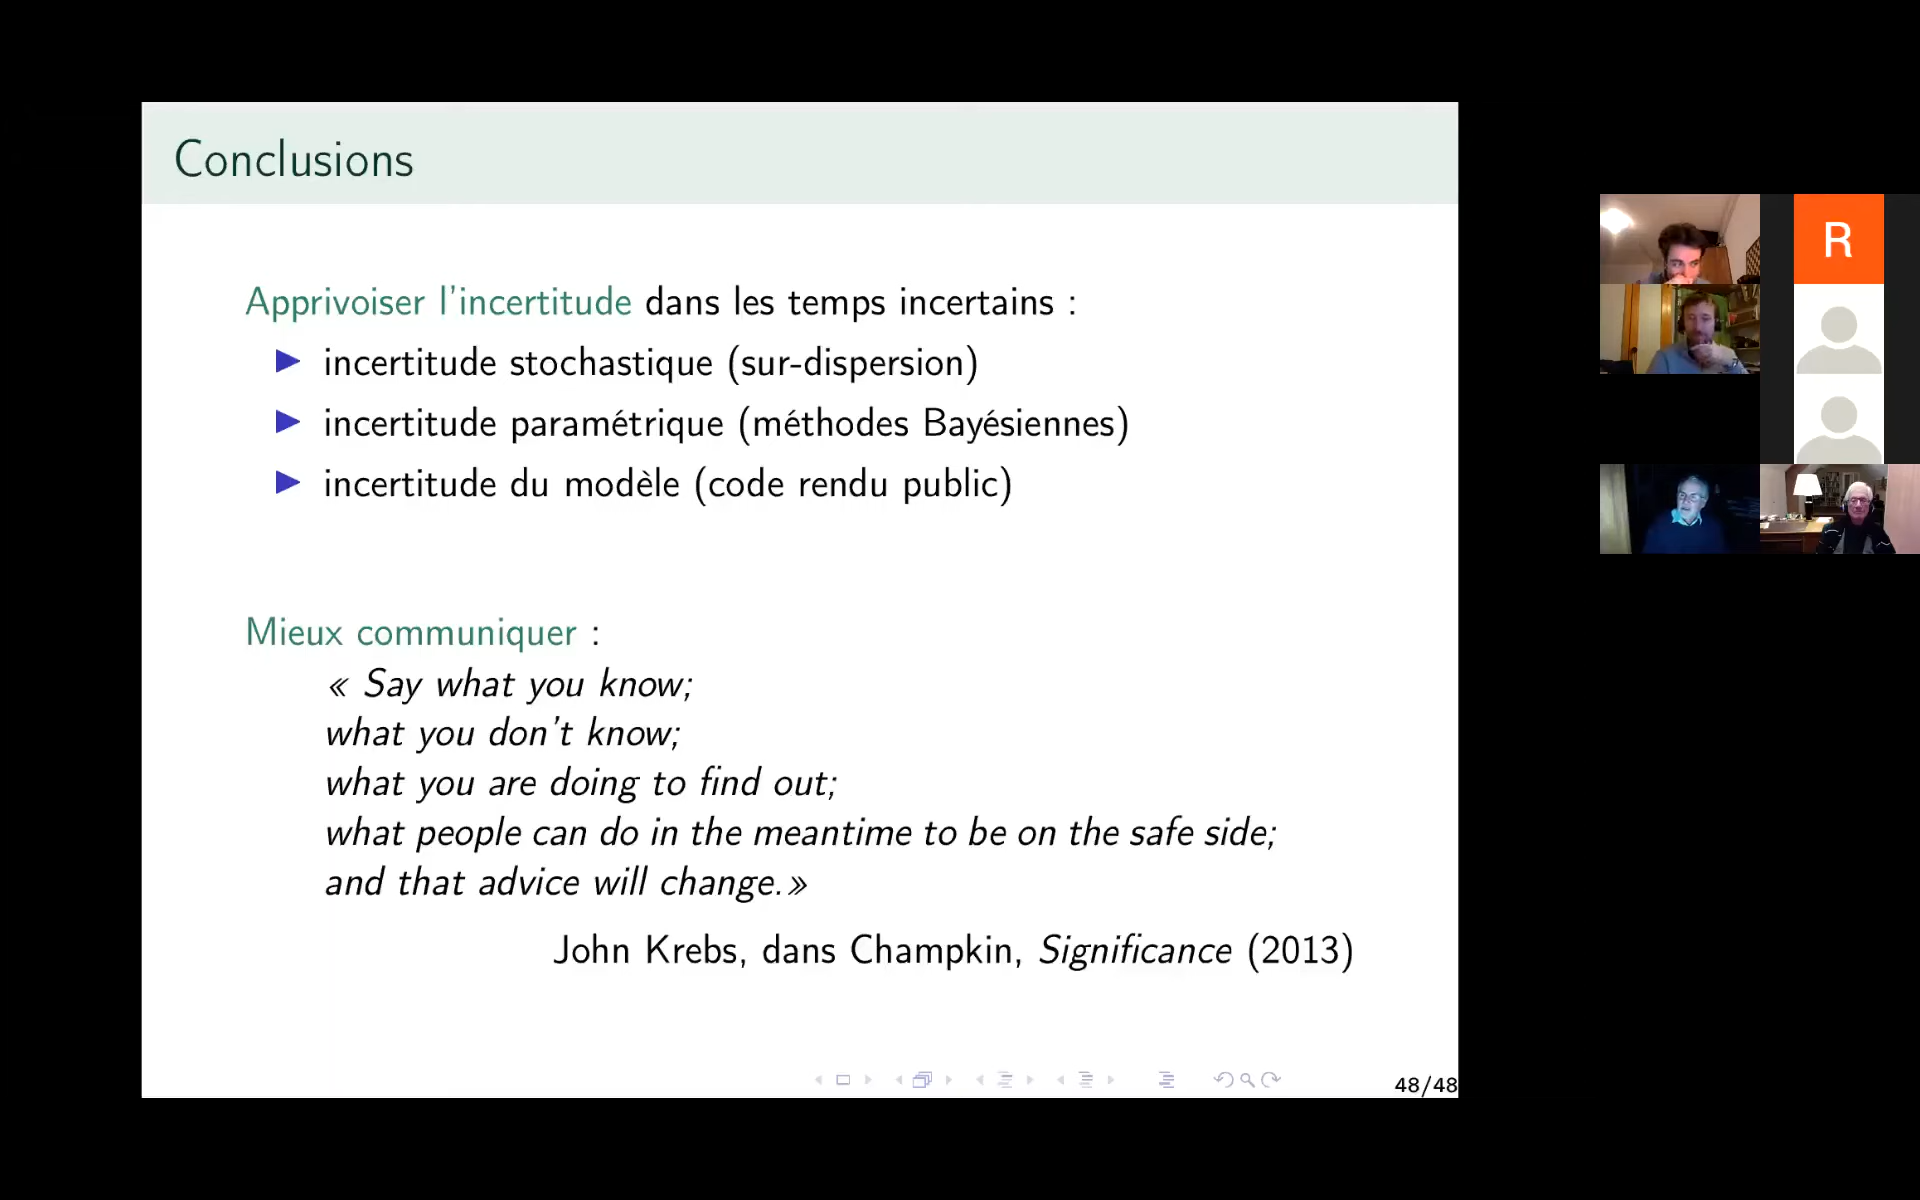 Conclusions
Apprivoiser l'incertitude dans les temps incertains :
incertitude stochastique (sur-dispersion)
incertitude paramétrique (méthodes Bayésiennes)
incertitude du modèle (code rendu public)
Mieux communiquer :
« Say what you know;
what you don't know;
what you are doing to find out;
what people can do in the meantime to be on the safe side;
and that advice will change.»
John Krebs, dans Champkin, Significance (2013)
48/48
R